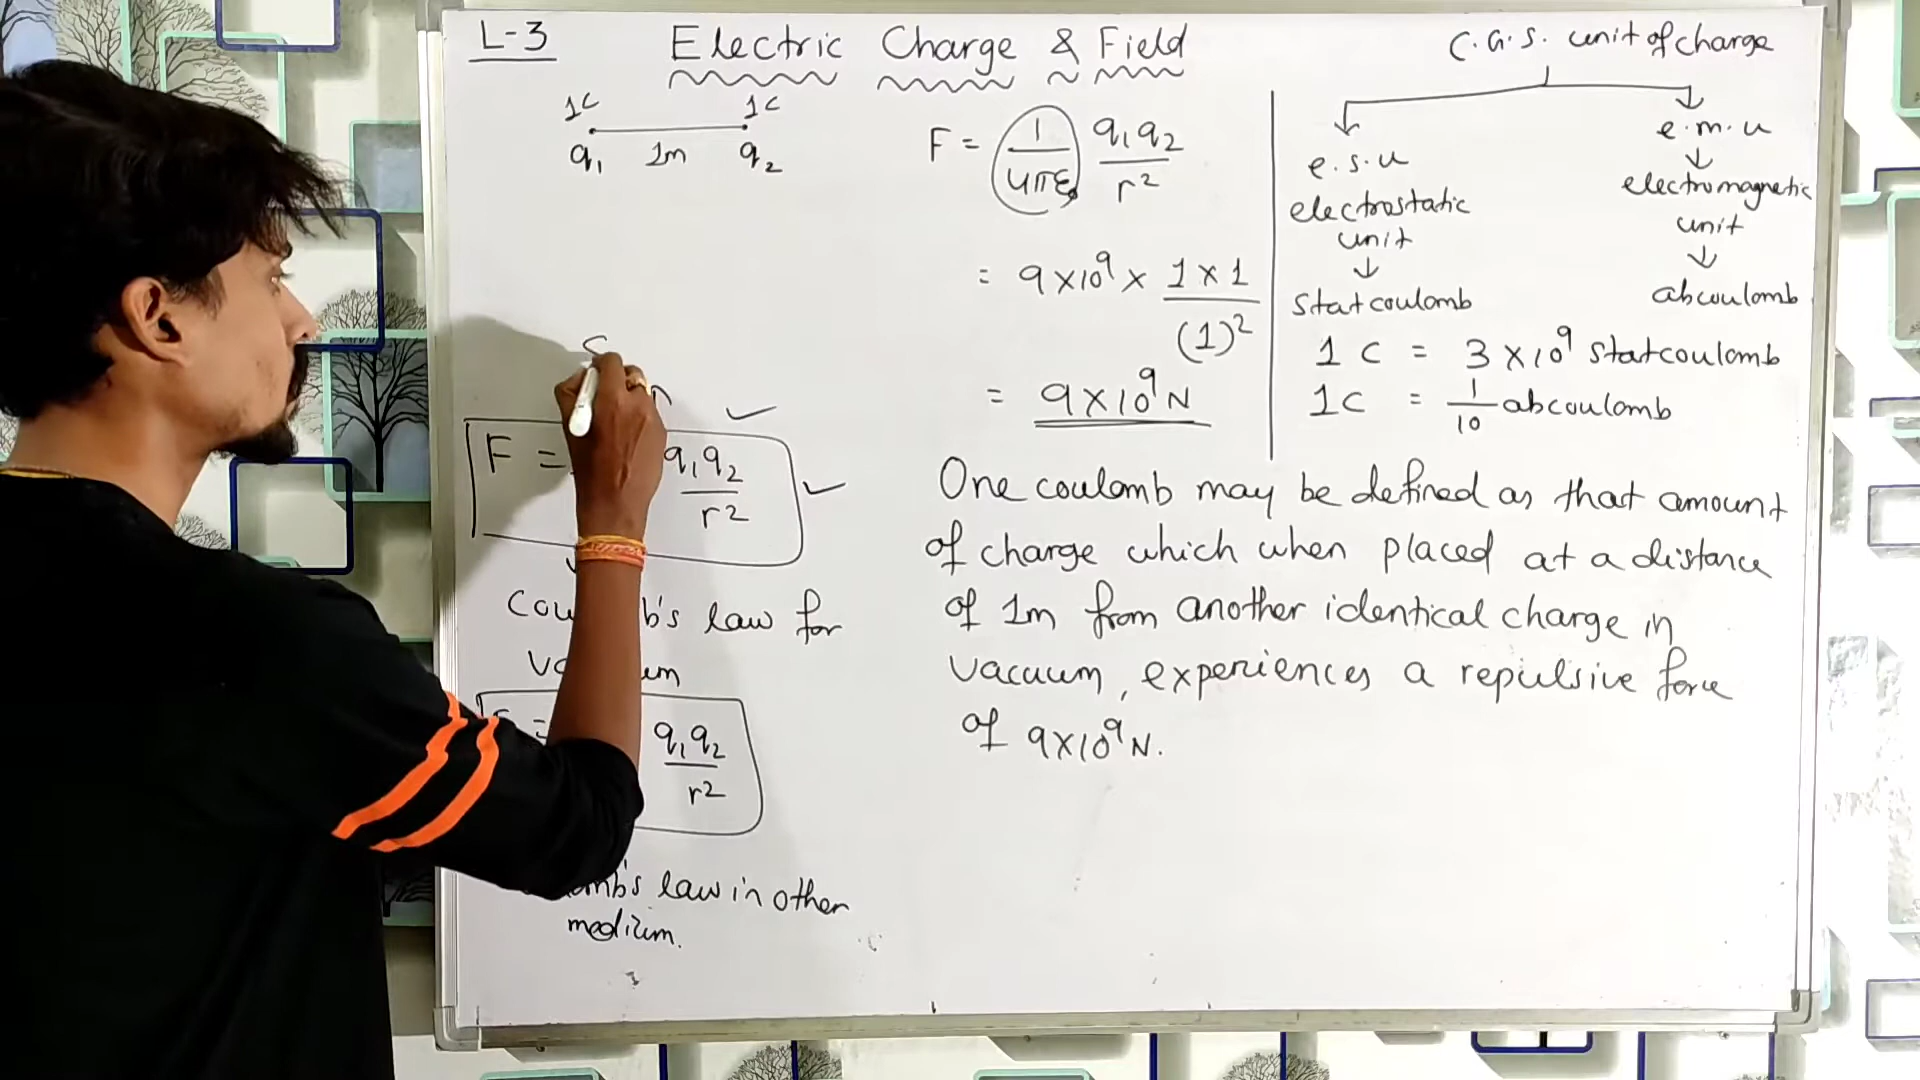 L-3
Electric Charge & Field
1C 1C
q₁ 1m q₂
F = q₁q₂
r²
law for
q₁q₂
r²
law in other
medium.
F = 1/4πε₀ q₁q₂/r²
= 9×10⁹ × 1×1/(1)²
= 9×10⁹ N
C.G.S. unit of charge
e.s.u
electrostatic
unit
statcoulomb
e.m.u
electromagnetic
unit
abcoulomb
1 C = 3×10⁹ statcoulomb
1C = 1/10 abcoulomb
One coulomb may be defined as that amount
of charge which when placed at a distance
of 1m from another identical charge in
vacuum, experiences a repulsive force
of 9×10⁹ N.